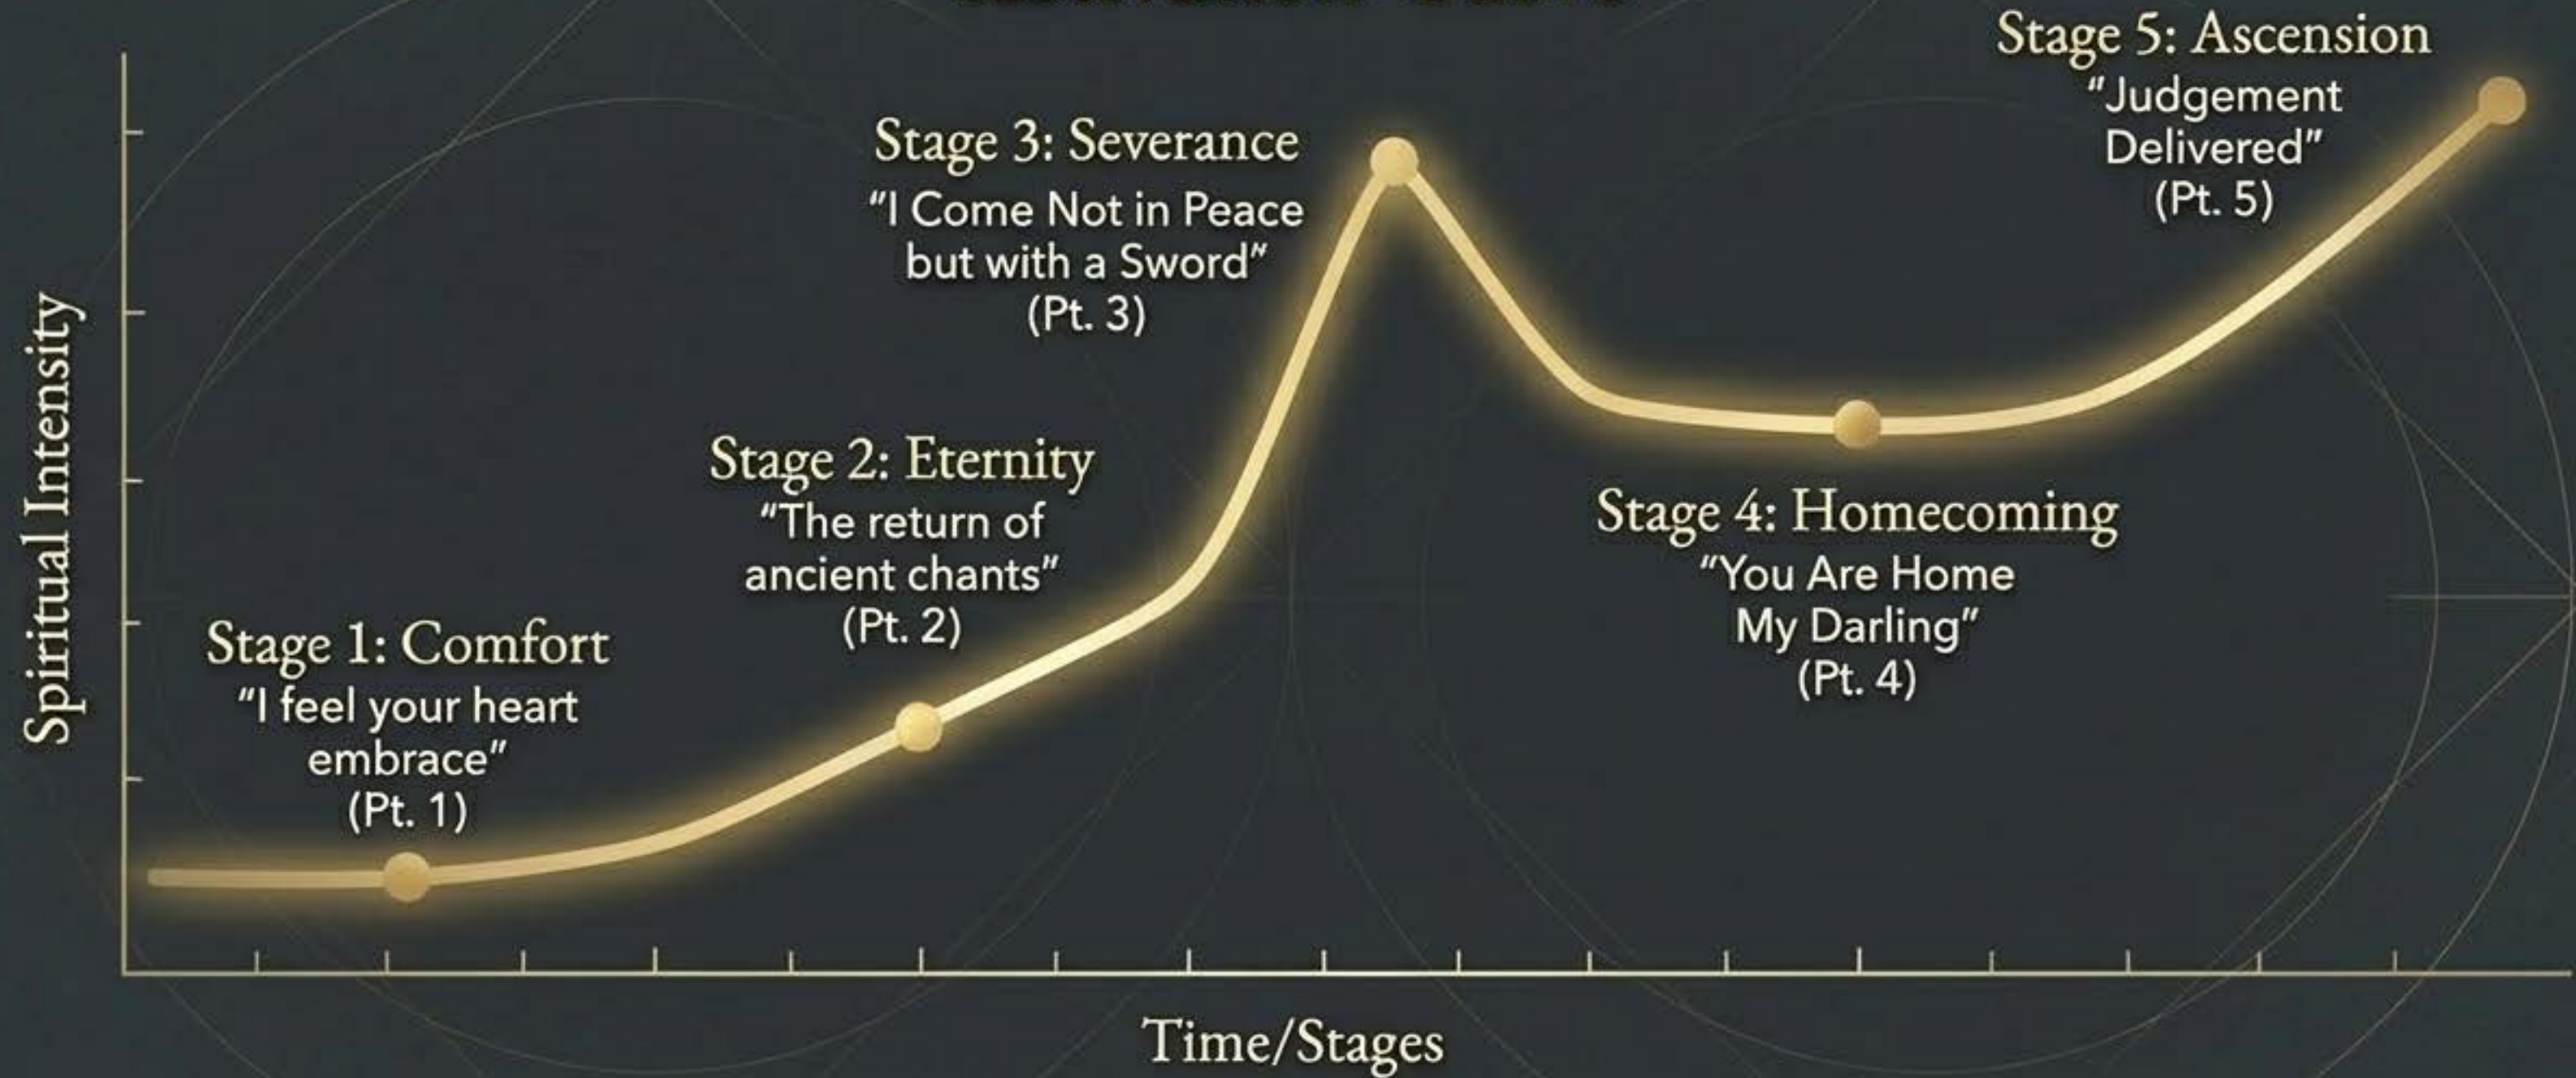 Stage 5: Ascension
“Judgement
Delivered”
(Pt. 5)
Stage 3: Severance
“I Come Not in Peace
but with a Sword”
(Pt. 3)
Stage 2: Eternity
“The return of
ancient chants”
(Pt. 2)
Stage 4: Homecoming
“You Are Home
My Darling”
(Pt. 4)
Stage 1: Comfort
“I feel your heart
embrace”
(Pt. 1)
Spiritual Intensity
Time/Stages